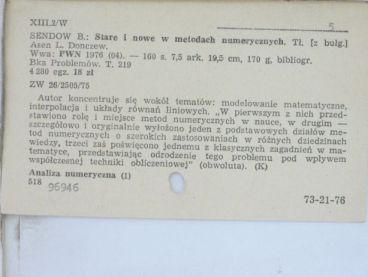 XIII.2/W 5
SENDOW B.: Stare i nowe w metodach numerycznych. Tł. [z bułg.]
Asen L. Donczew.
Wwa: PWN 1976 (04). — 160 s. 7,5 ark. 19,5 cm, 170 g, bibliogr.
Bka Problemów. T. 219
4 280 egz. 18 zł
ZW 26/2505/75
Autor koncentruje się wokół tematów: modelowanie matematyczne,
interpolacja i układy równań liniowych. „W pierwszym z nich przed-
stawiono rolę i miejsce metod numerycznych w nauce, w drugim —
szczegółowo i oryginalnie wyłożono jeden z podstawowych działów me-
tod numerycznych o szerokich zastosowaniach w różnych dziedzinach
wiedzy, trzeci zaś poświęcono jednemu z klasycznych zagadnień w ma-
tematyce, przedstawiając odrodzenie tego problemu pod wpływem
współczesnej techniki obliczeniowej" (obwoluta). (K)
Analiza numeryczna (1)
518 96946
73-21-76